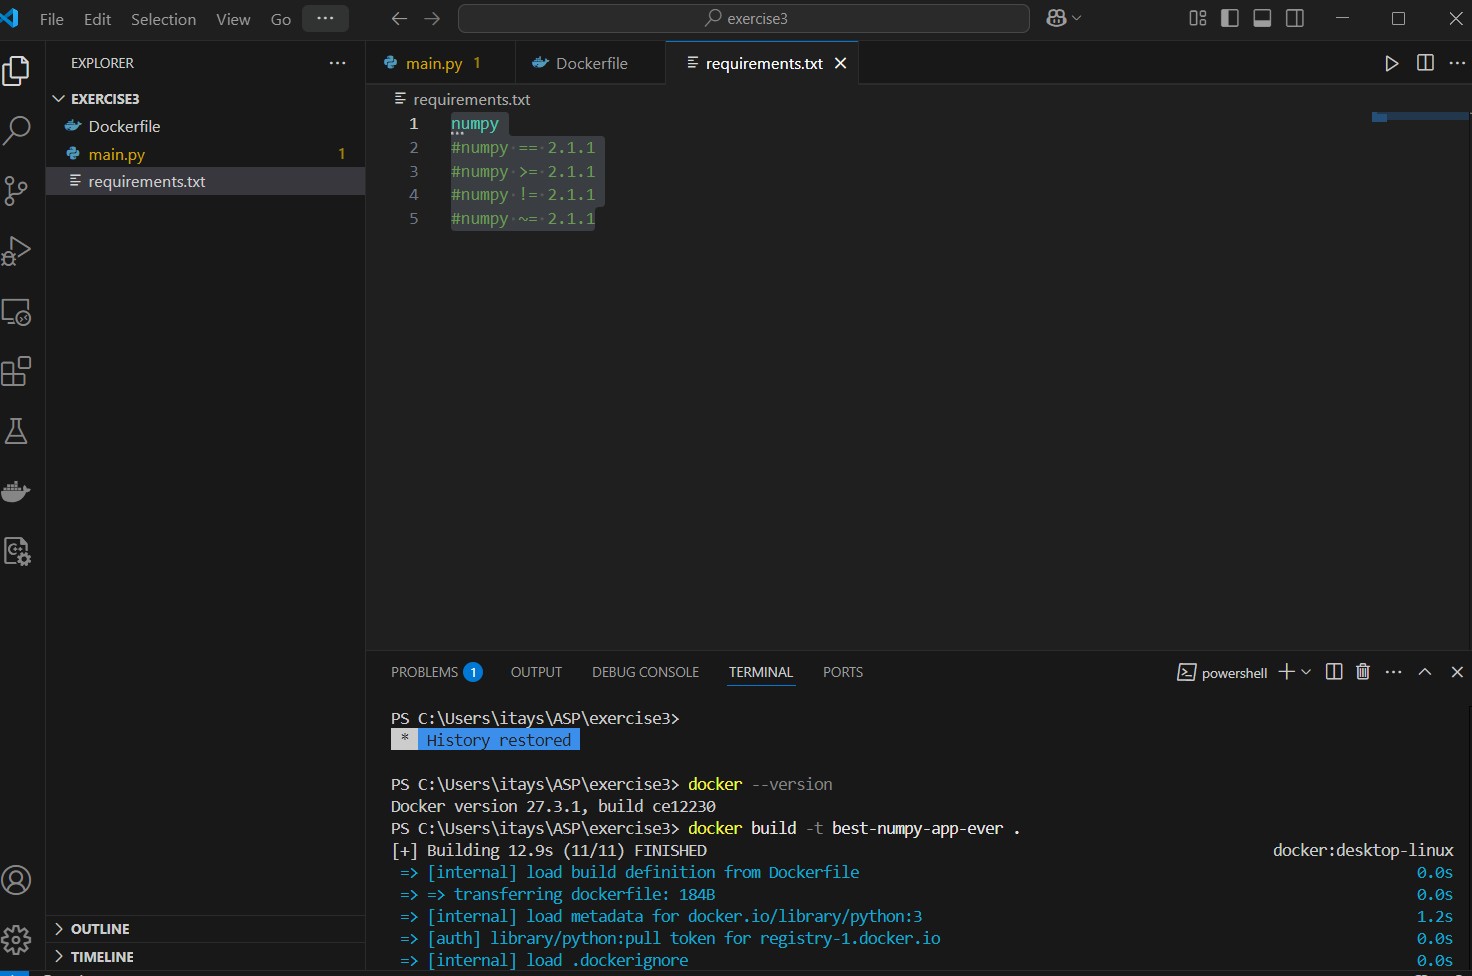 File Edit Selection View Go ··· exercise3
EXPLORER ···
EXERCISE3
Dockerfile
main.py 1
requirements.txt
OUTLINE
TIMELINE
main.py 1 Dockerfile requirements.txt
requirements.txt
1 numpy
2 #numpy == 2.1.1
3 #numpy >= 2.1.1
4 #numpy != 2.1.1
5 #numpy ~= 2.1.1
PROBLEMS 1 OUTPUT DEBUG CONSOLE TERMINAL PORTS powershell
PS C:\Users\itays\ASP\exercise3>
* History restored
PS C:\Users\itays\ASP\exercise3> docker --version
Docker version 27.3.1, build ce12230
PS C:\Users\itays\ASP\exercise3> docker build -t best-numpy-app-ever .
[+] Building 12.9s (11/11) FINISHED docker:desktop-linux
=> [internal] load build definition from Dockerfile 0.0s
=> => transferring dockerfile: 184B 0.0s
=> [internal] load metadata for docker.io/library/python:3 1.2s
=> [auth] library/python:pull token for registry-1.docker.io 0.0s
=> [internal] load .dockerignore 0.0s